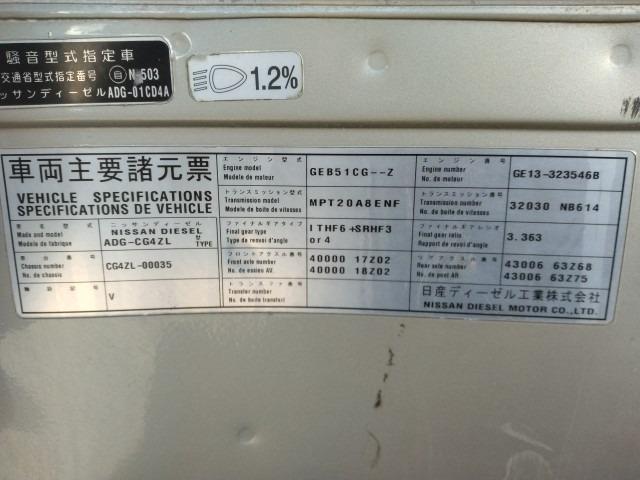 騒音型式指定車
交通省型式指定番号 自 N 503
ッサンディーゼル ADG-01CD4A
1.2%
車両主要諸元票
VEHICLE SPECIFICATIONS
SPECIFICATIONS DE VEHICLE
車名型式 ニッサンディーゼル
Made and model NISSAN DIESEL 型
Modele de fabrique ADG-CG4ZL TYPE
車台番号
Chassis number CG4ZL-00035
No. de chassis
V
エンジン型式
Engine model GEB51CG--Z
Modele de moteur
トランスミッション型式
Transmission model MPT20A8ENF
Modele de boite de vitesses
ファイナルギアタイプ
Final gear type ITHF6+SRHF3
Type de renvoi d'angle or 4
フロントアクスル番号 40000 17Z02
Front axle number 40000 18Z02
No. de essieu AV.
トランスファ番号
Transfer number
No. de boite transfert
エンジン番号
Engine number GE13-323546B
No. de moteur
トランスミッション番号
Transmission number 32030 NB614
No. de boite de vitesses
ファイナルギアレシオ
Final gear ratio 3.363
Rapport de renvoi d'angle
リアアクスル番号 43006 63Z68
Rear axle number 43006 63Z75
No. de pont AR.
日産ディーゼル工業株式会社
NISSAN DIESEL MOTOR CO.,LTD.